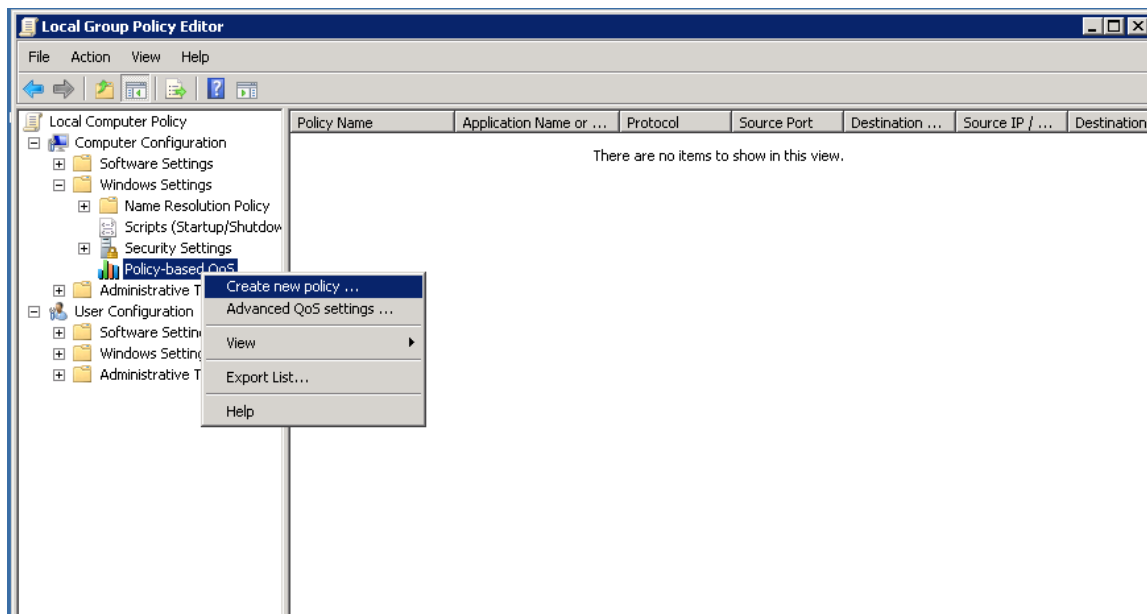 Local Group Policy Editor
File Action View Help
Local Computer Policy
Computer Configuration
Software Settings
Windows Settings
Name Resolution Policy
Scripts (Startup/Shutdow
Security Settings
Policy-based QoS
Administrative T
User Configuration
Software Settin
Windows Setting
Administrative T
Policy Name Application Name or ... Protocol Source Port Destination ... Source IP / ... Destination
There are no items to show in this view.
Create new policy ...
Advanced QoS settings ...
View
Export List...
Help